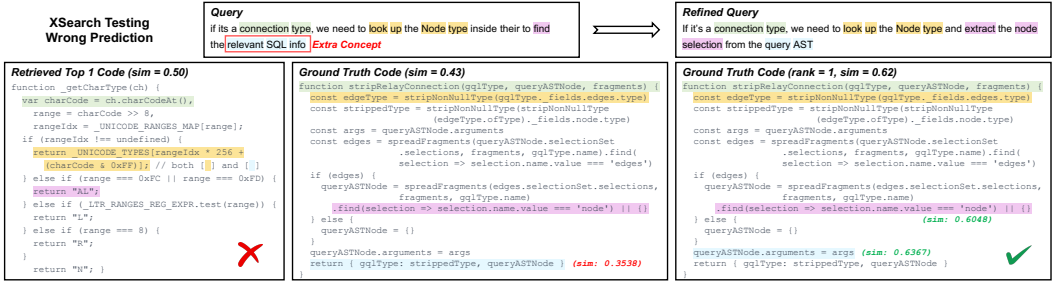 XSearch Testing
Wrong Prediction
Query
if its a connection type, we need to look up the Node type inside their to find
the relevant SQL info Extra Concept
Refined Query
If it's a connection type, we need to look up the Node type and extract the node
selection from the query AST
Retrieved Top 1 Code (sim = 0.50)
function _getCharType(ch) {
var charCode = ch.charCodeAt(),
range = charCode >> 8,
rangeIdx = _UNICODE_RANGES_MAP[range];
if (rangeIdx !== undefined) {
return _UNICODE_TYPES[rangeIdx * 256 +
(charCode & 0xFF)]; // both [ ] and [ ]
} else if (range === 0xFC || range === 0xFD) {
return "AL";
} else if (_LTR_RANGES_REG_EXPR.test(range)) {
return "L";
} else if (range === 8) {
return "R";
}
return "N"; }
Ground Truth Code (sim = 0.43)
function stripRelayConnection(gqlType, queryASTNode, fragments) {
const edgeType = stripNonNullType(gqlType._fields.edges.type)
const strippedType = stripNonNullType(stripNonNullType
(edgeType.ofType)._fields.node.type)
const args = queryASTNode.arguments
const edges = spreadFragments(queryASTNode.selectionSet
.selections, fragments, gqlType.name).find(
selection => selection.name.value === 'edges')
if (edges) {
queryASTNode = spreadFragments(edges.selectionSet.selections,
fragments, gqlType.name)
.find(selection => selection.name.value === 'node') || {}
} else {
queryASTNode = {}
}
queryASTNode.arguments = args
return { gqlType: strippedType, queryASTNode } (sim: 0.3538)
}
Ground Truth Code (rank = 1, sim = 0.62)
function stripRelayConnection(gqlType, queryASTNode, fragments) {
const edgeType = stripNonNullType(gqlType._fields.edges.type)
const strippedType = stripNonNullType(stripNonNullType
(edgeType.ofType)._fields.node.type)
const args = queryASTNode.arguments
const edges = spreadFragments(queryASTNode.selectionSet
.selections, fragments, gqlType.name).find(
selection => selection.name.value === 'edges')
if (edges) {
queryASTNode = spreadFragments(edges.selectionSet.selections,
fragments, gqlType.name)
.find(selection => selection.name.value === 'node') || {}
} else { (sim: 0.6048)
queryASTNode = {}
}
queryASTNode.arguments = args (sim: 0.6367)
return { gqlType: strippedType, queryASTNode }
}